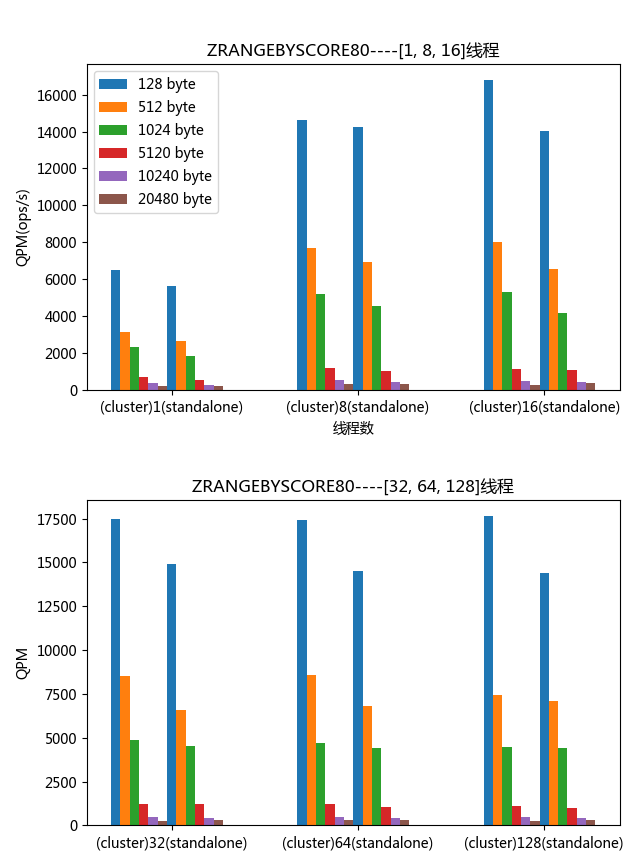 ZRANGEBYSCORE80----[1, 8, 16]线程
QPM(ops/s)
16000
14000
12000
10000
8000
6000
4000
2000
0
128 byte
512 byte
1024 byte
5120 byte
10240 byte
20480 byte
(cluster)1(standalone)
(cluster)8(standalone)
(cluster)16(standalone)
线程数
ZRANGEBYSCORE80----[32, 64, 128]线程
QPM
17500
15000
12500
10000
7500
5000
2500
0
(cluster)32(standalone)
(cluster)64(standalone)
(cluster)128(standalone)